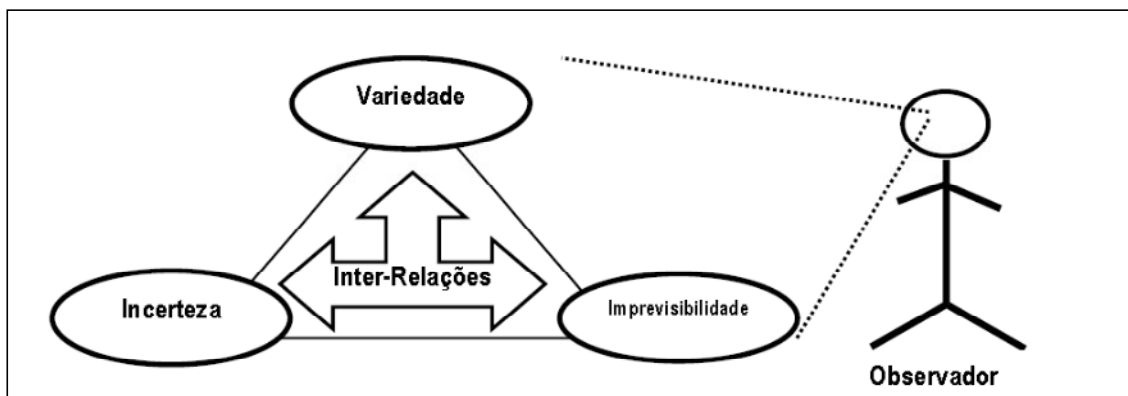 Variedade
Inter-Relações
Incerteza
Imprevisibilidade
Observador